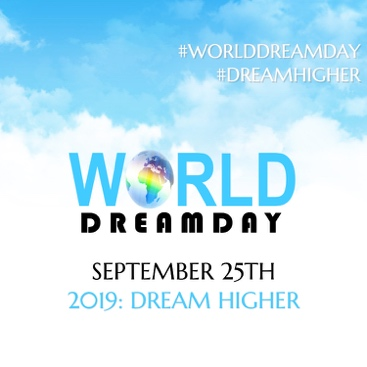 #WORLDDREAMDAY
#DREAMHIGHER
WORLD
DREAMDAY
SEPTEMBER 25TH
2019: DREAM HIGHER